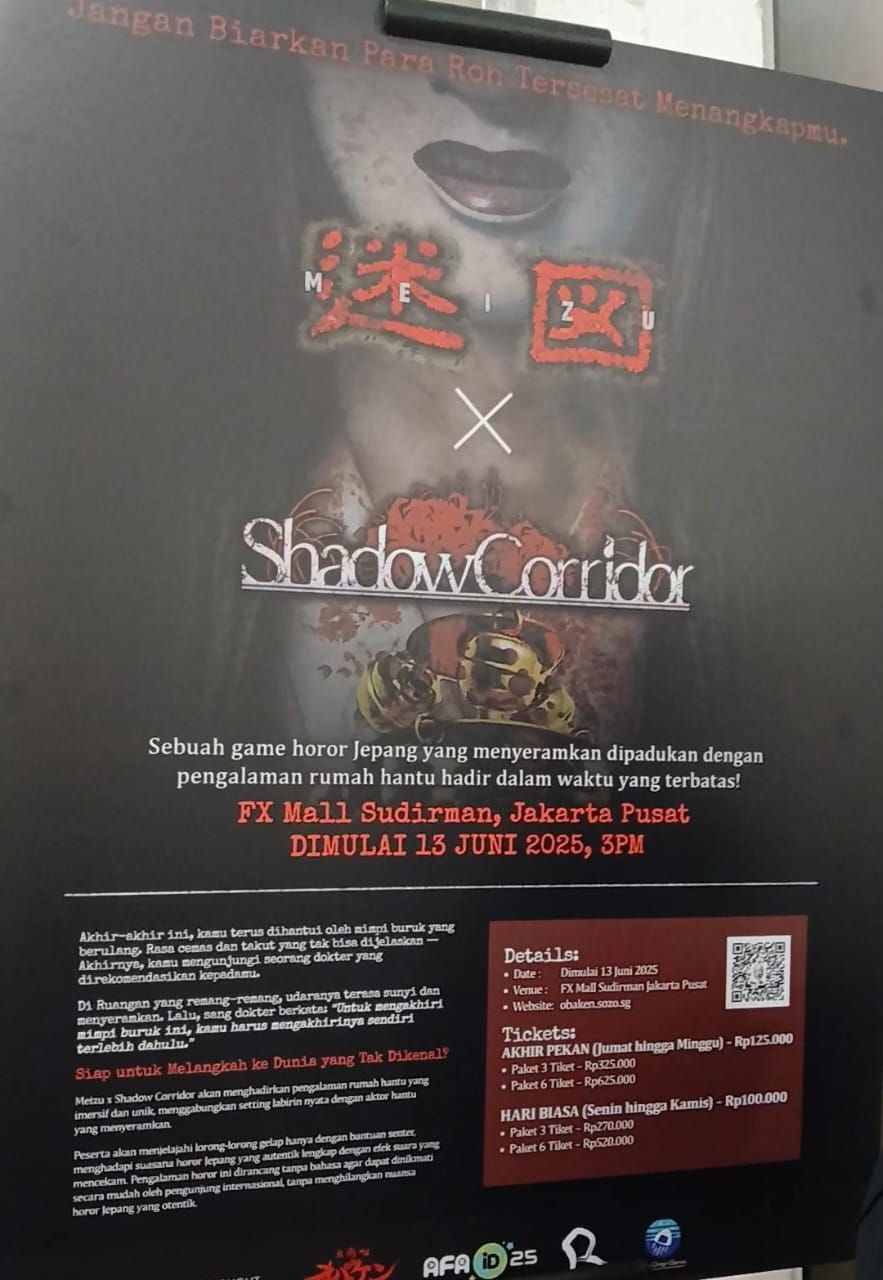 Jangan Biarkan Para Roh Tersesat Menangkapmu.
迷図
MEIZU
×
Shadow Corridor
Sebuah game horor Jepang yang menyeramkan dipadukan dengan
pengalaman rumah hantu hadir dalam waktu yang terbatas!
FX Mall Sudirman, Jakarta Pusat
DIMULAI 13 JUNI 2025, 3PM
Akhir-akhir ini, kamu terus dihantui oleh mimpi buruk yang
berulang. Rasa cemas dan takut yang tak bisa dijelaskan —
Akhirnya, kamu mengunjungi seorang dokter yang
direkomendasikan kepadamu.
Di Ruangan yang remang-remang, udaranya terasa sunyi dan
menyeramkan. Lalu, sang dokter berkata: "Untuk mengakhiri
mimpi buruk ini, kamu harus mengakhirinya sendiri
terlebih dahulu."
Siap untuk Melangkah ke Dunia yang Tak Dikenal?
Meizu x Shadow Corridor akan menghadirkan pengalaman rumah hantu yang
imersif dan unik, menggabungkan setting labirin nyata dengan aktor hantu
yang menyeramkan.
Peserta akan menjelajahi lorong-lorong gelap hanya dengan bantuan senter,
menghadapi suasana horor Jepang yang autentik lengkap dengan efek suara yang
mencekam. Pengalaman horor ini dirancang tanpa bahasa agar dapat dinikmati
secara mudah oleh pengunjung internasional, tanpa menghilangkan nuansa
horor Jepang yang otentik.
Details:
• Date : Dimulai 13 Juni 2025
• Venue : FX Mall Sudirman Jakarta Pusat
• Website: obaken.sozo.sg
Tickets:
AKHIR PEKAN (Jumat hingga Minggu) - Rp125.000
• Paket 3 Tiket - Rp325.000
• Paket 6 Tiket - Rp625.000
HARI BIASA (Senin hingga Kamis) - Rp100.000
• Paket 3 Tiket - Rp270.000
• Paket 6 Tiket - Rp520.000
オバケン
AFA iD 25